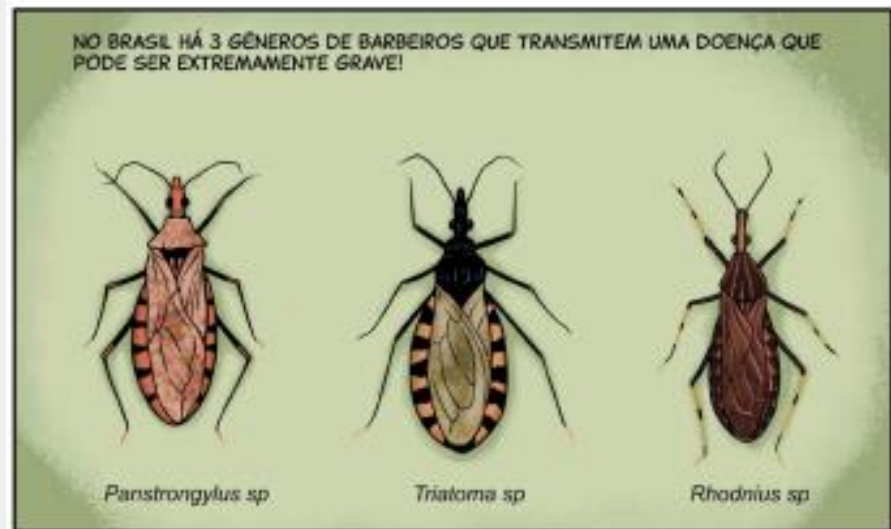 NO BRASIL HÁ 3 GÊNEROS DE BARBEIROS QUE TRANSMITEM UMA DOENÇA QUE
PODE SER EXTREMAMENTE GRAVE!
Panstrongylus sp
Triatoma sp
Rhodnius sp